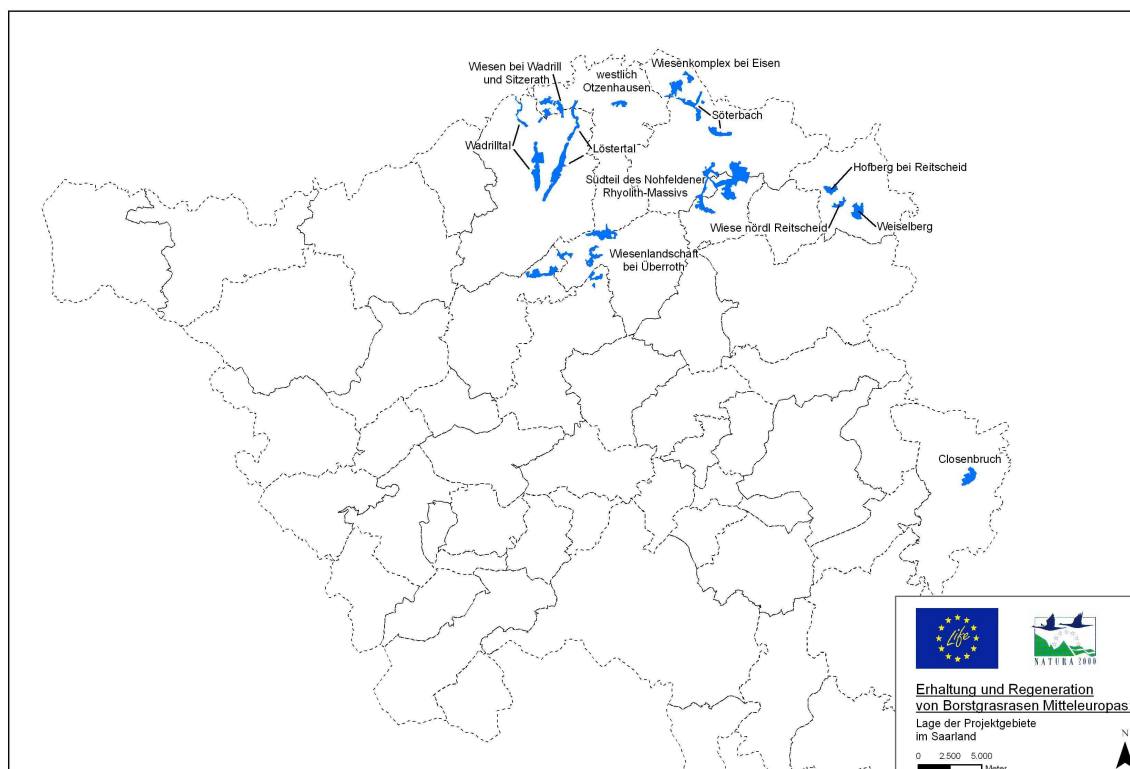 Wiesen bei Wadrill
und Sitzerath
westlich
Otzenhausen
Wiesenkomplex bei Eisen
Söterbach
Wadrilltal
Löstertal
Hofberg bei Reitscheid
Südteil des Nohfeldener
Rhyolith-Massivs
Wiese nördl Reitscheid
Weiselberg
Wiesenlandschaft
bei Überroth
Closenbruch
Life
NATURA 2000
Erhaltung und Regeneration
von Borstgrasrasen Mitteleuropas
Lage der Projektgebiete
im Saarland
N
0 2.500 5.000
Meter